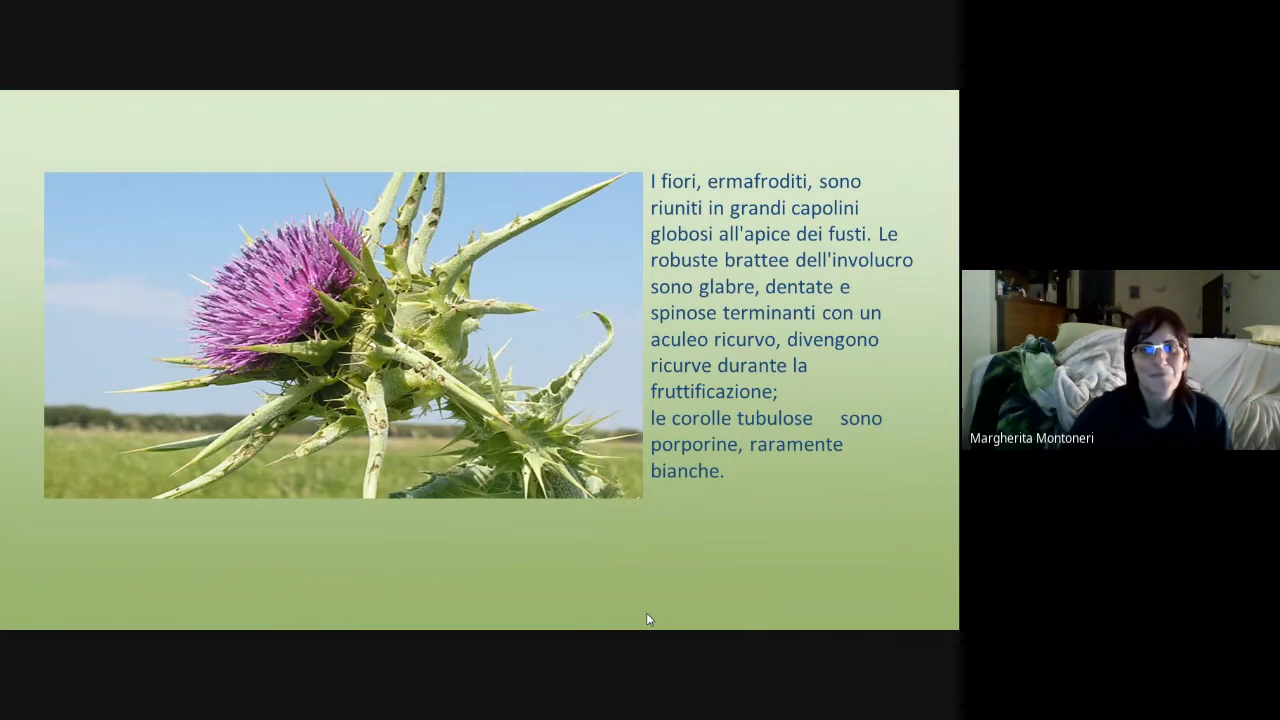 I fiori, ermafroditi, sono
riuniti in grandi capolini
globosi all'apice dei fusti. Le
robuste brattee dell'involucro
sono glabre, dentate e
spinose terminanti con un
aculeo ricurvo, divengono
ricurve durante la
fruttificazione;
le corolle tubulose sono
porporine, raramente
bianche.
Margherita Montoneri